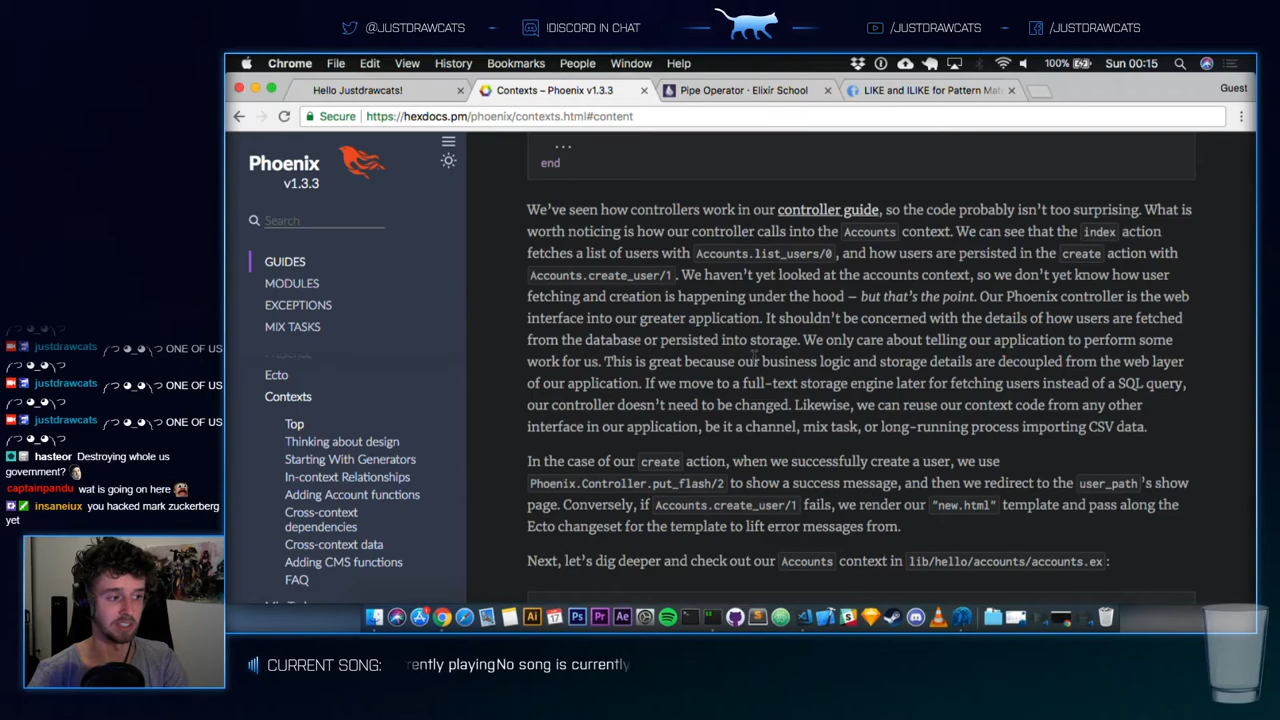 @JUSTDRAWCATS
!DISCORD IN CHAT
/JUSTDRAWCATS
/JUSTDRAWCATS
Chrome File Edit View History Bookmarks People Window Help
100% Sun 00:15
Hello Justdrawcats!
Contexts – Phoenix v1.3.3
Pipe Operator · Elixir School
LIKE and ILIKE for Pattern Mat
Guest
Secure https://hexdocs.pm/phoenix/contexts.html#content
Phoenix
v1.3.3
Search
GUIDES
MODULES
EXCEPTIONS
MIX TASKS
Ecto
Contexts
Top
Thinking about design
Starting With Generators
In-context Relationships
Adding Account functions
Cross-context
dependencies
Cross-context data
Adding CMS functions
FAQ
...
end
We've seen how controllers work in our controller guide, so the code probably isn't too surprising. What is
worth noticing is how our controller calls into the Accounts context. We can see that the index action
fetches a list of users with Accounts.list_users/0, and how users are persisted in the create action with
Accounts.create_user/1. We haven't yet looked at the accounts context, so we don't yet know how user
fetching and creation is happening under the hood – but that's the point. Our Phoenix controller is the web
interface into our greater application. It shouldn't be concerned with the details of how users are fetched
from the database or persisted into storage. We only care about telling our application to perform some
work for us. This is great because our business logic and storage details are decoupled from the web layer
of our application. If we move to a full-text storage engine later for fetching users instead of a SQL query,
our controller doesn't need to be changed. Likewise, we can reuse our context code from any other
interface in our application, be it a channel, mix task, or long-running process importing CSV data.
In the case of our create action, when we successfully create a user, we use
Phoenix.Controller.put_flash/2 to show a success message, and then we redirect to the user_path's show
page. Conversely, if Accounts.create_user/1 fails, we render our "new.html" template and pass along the
Ecto changeset for the template to lift error messages from.
Next, let's dig deeper and check out our Accounts context in lib/hello/accounts/accounts.ex:
justdrawcats ༼つ ◕_◕༽つ ONE OF US
༼つ ◕_◕༽つ
justdrawcats ༼つ ◕_◕༽つ ONE OF US
༼つ ◕_◕༽つ
justdrawcats ༼つ ◕_◕༽つ ONE OF US
༼つ ◕_◕༽つ
hasteor Destroying whole us
government?
captainpandu wat is going on here
insaneiux you hacked mark zuckerberg
yet
CURRENT SONG:
rently playingNo song is currently